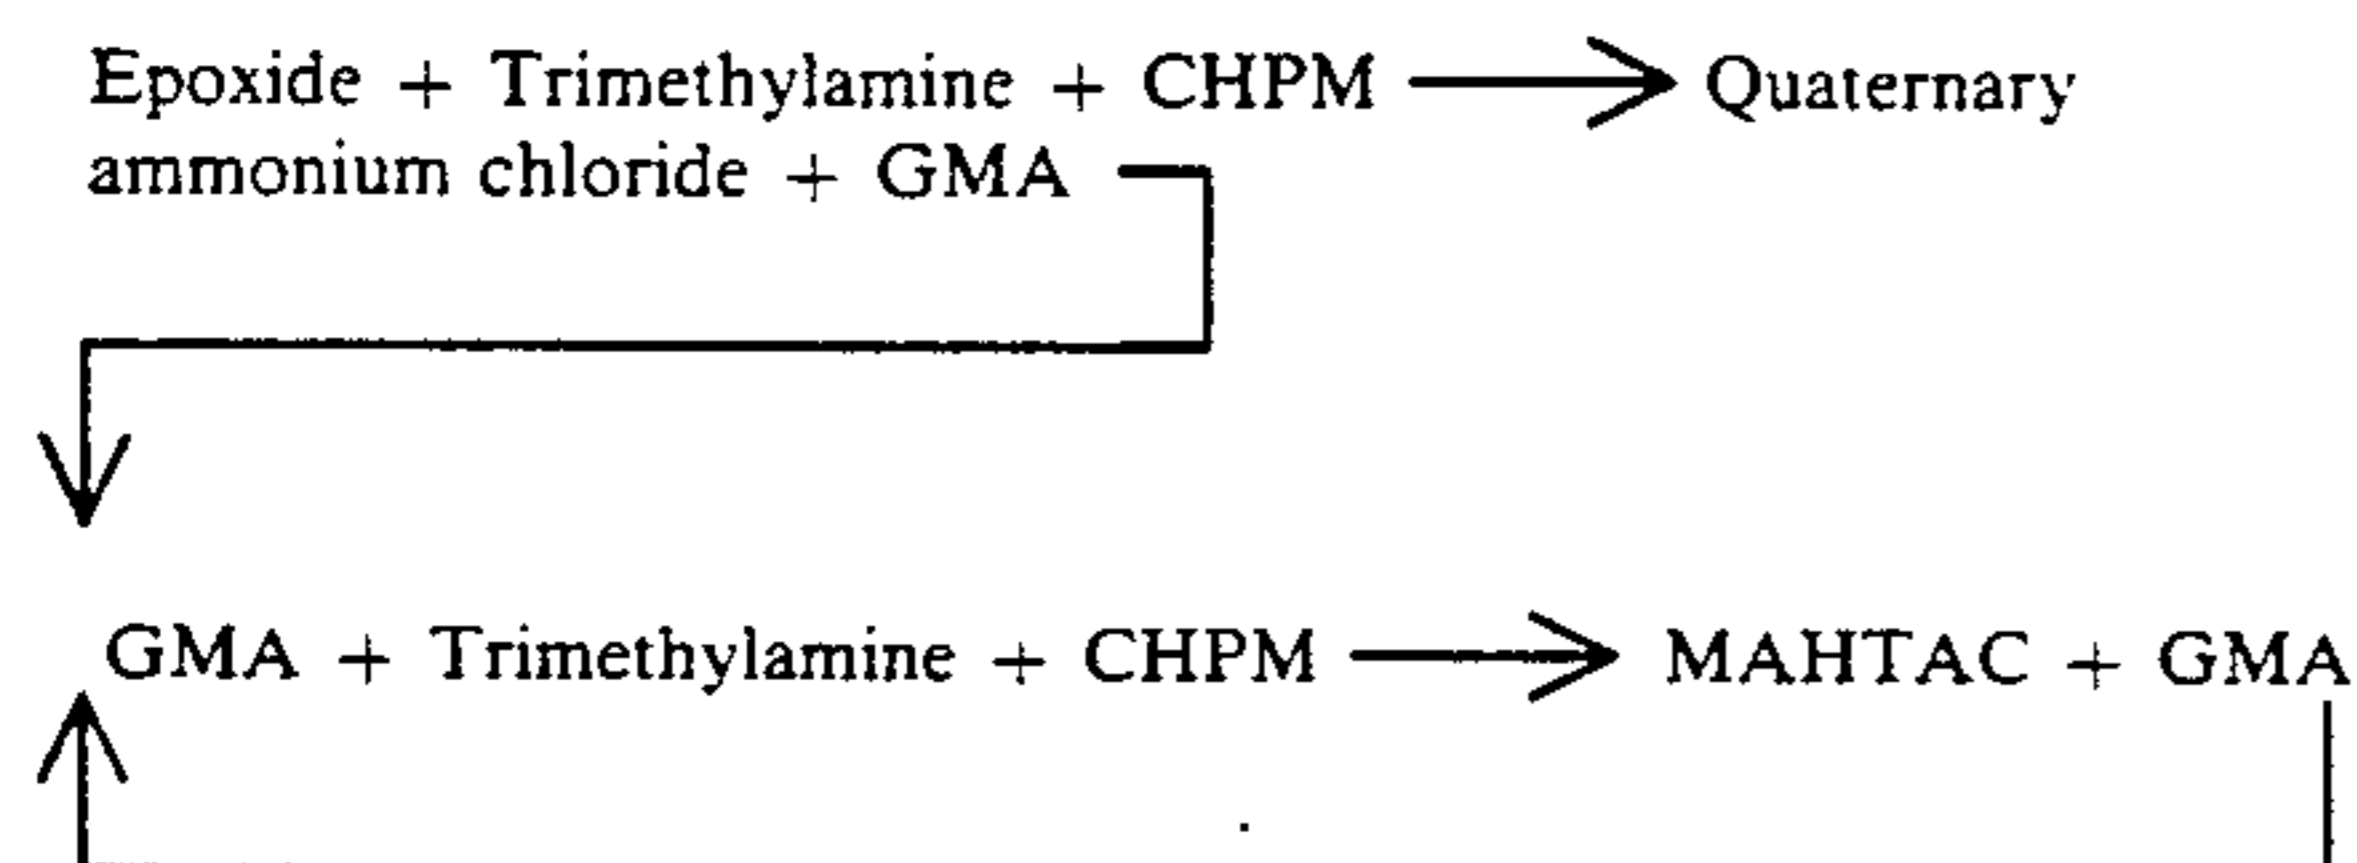 Epoxide + Trimethylamine + CHPM ⟶ Quaternary
ammonium chloride + GMA
GMA + Trimethylamine + CHPM ⟶ MAHTAC + GMA